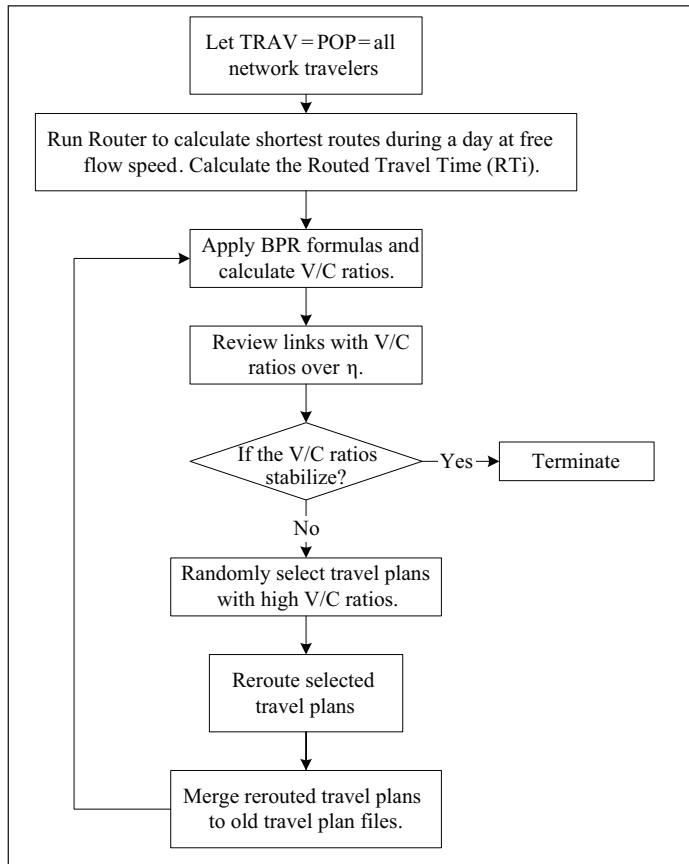 Let TRAV = POP = all
network travelers
Run Router to calculate shortest routes during a day at free
flow speed. Calculate the Routed Travel Time (RTi).
Apply BPR formulas and
calculate V/C ratios.
Review links with V/C
ratios over η.
If the V/C ratios
stabilize?
Yes
Terminate
No
Randomly select travel plans
with high V/C ratios.
Reroute selected
travel plans
Merge rerouted travel plans
to old travel plan files.